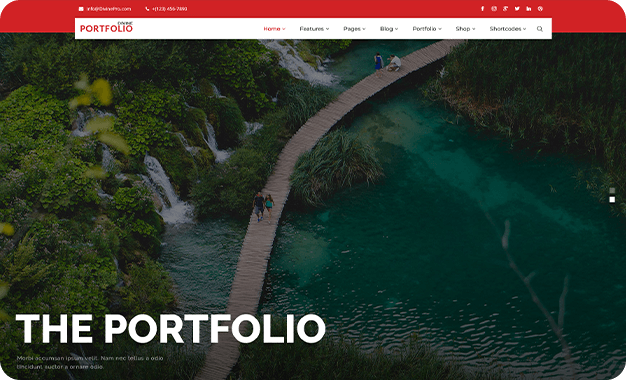 info@DivinePro.com +(123) 456-7890
DIVINE
PORTFOLIO
Home Features Pages Blog Portfolio Shop Shortcodes
THE PORTFOLIO
Morbi accumsan ipsum velit. Nam nec tellus a odio
tincidunt auctor a ornare odio.